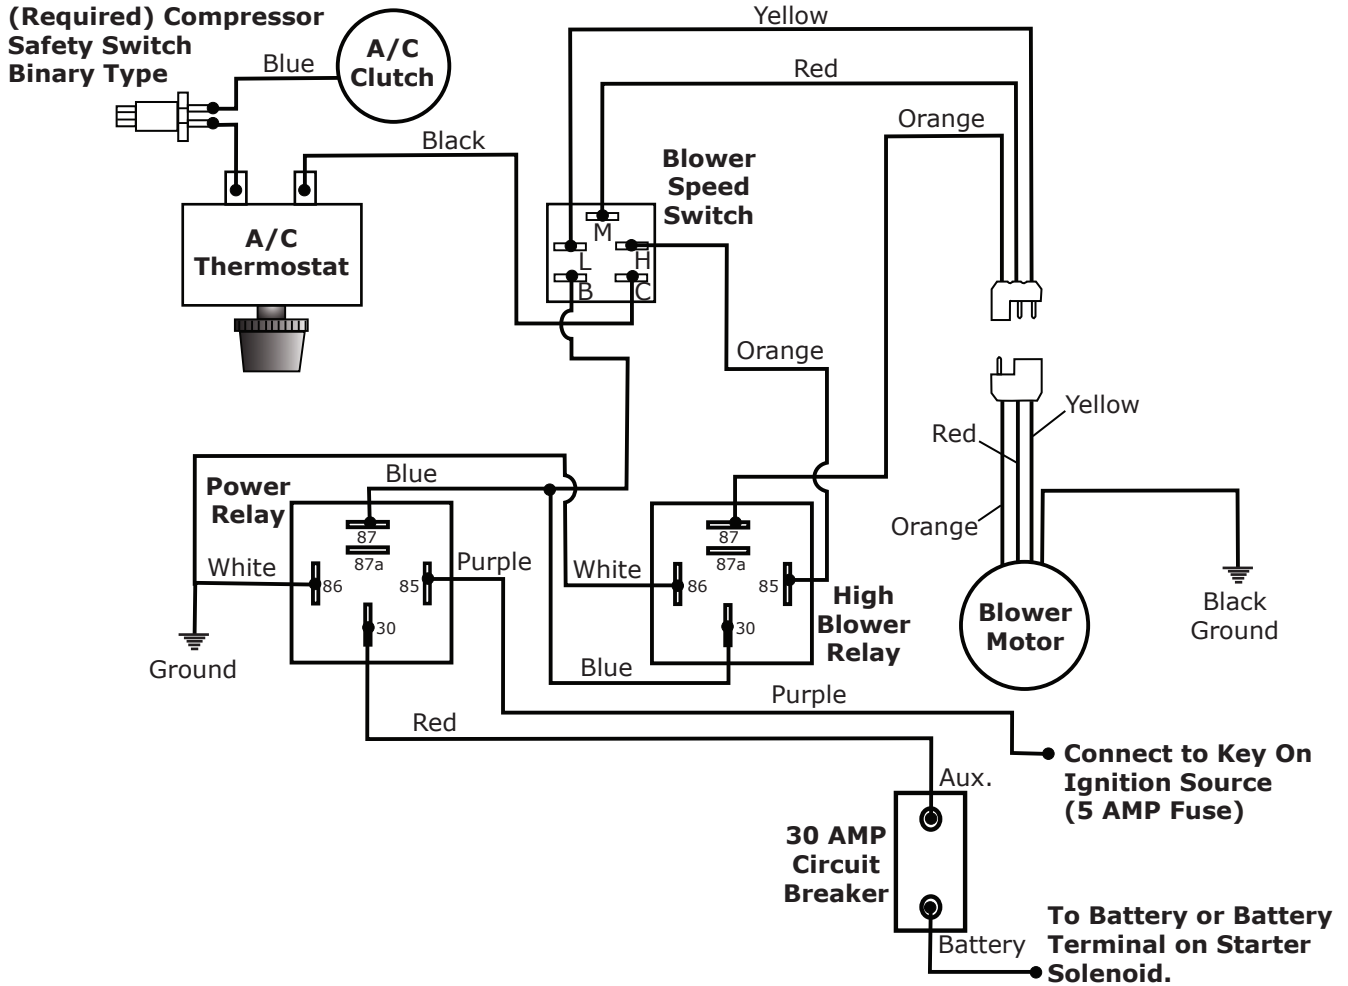 (Required) Compressor
Safety Switch
Binary Type
Blue
A/C
Clutch
Yellow
Red
Orange
Black
Blower
Speed
Switch
A/C
Thermostat
M
L
H
B
C
Orange
Yellow
Red
Orange
Power
Relay
Blue
87
87a
86
85
30
White
Purple
Ground
White
87
87a
86
85
30
High
Blower
Relay
Blue
Blower
Motor
Black
Ground
Purple
Red
Connect to Key On
Ignition Source
(5 AMP Fuse)
Aux.
30 AMP
Circuit
Breaker
Battery
To Battery or Battery
Terminal on Starter
Solenoid.